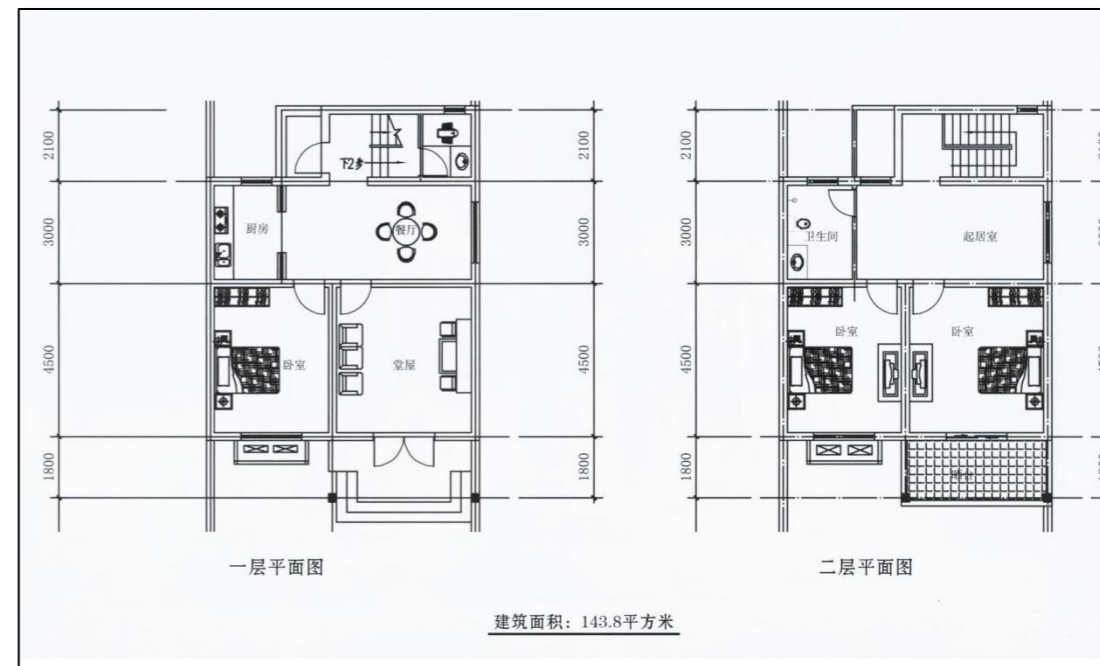 2100
3000
4500
1800
下2步
厨房
餐厅
卧室
堂屋
2100
3000
4500
1800
一层平面图
2100
3000
4500
1800
卫生间
起居室
卧室
卧室
二层平面图
建筑面积：143.8平方米